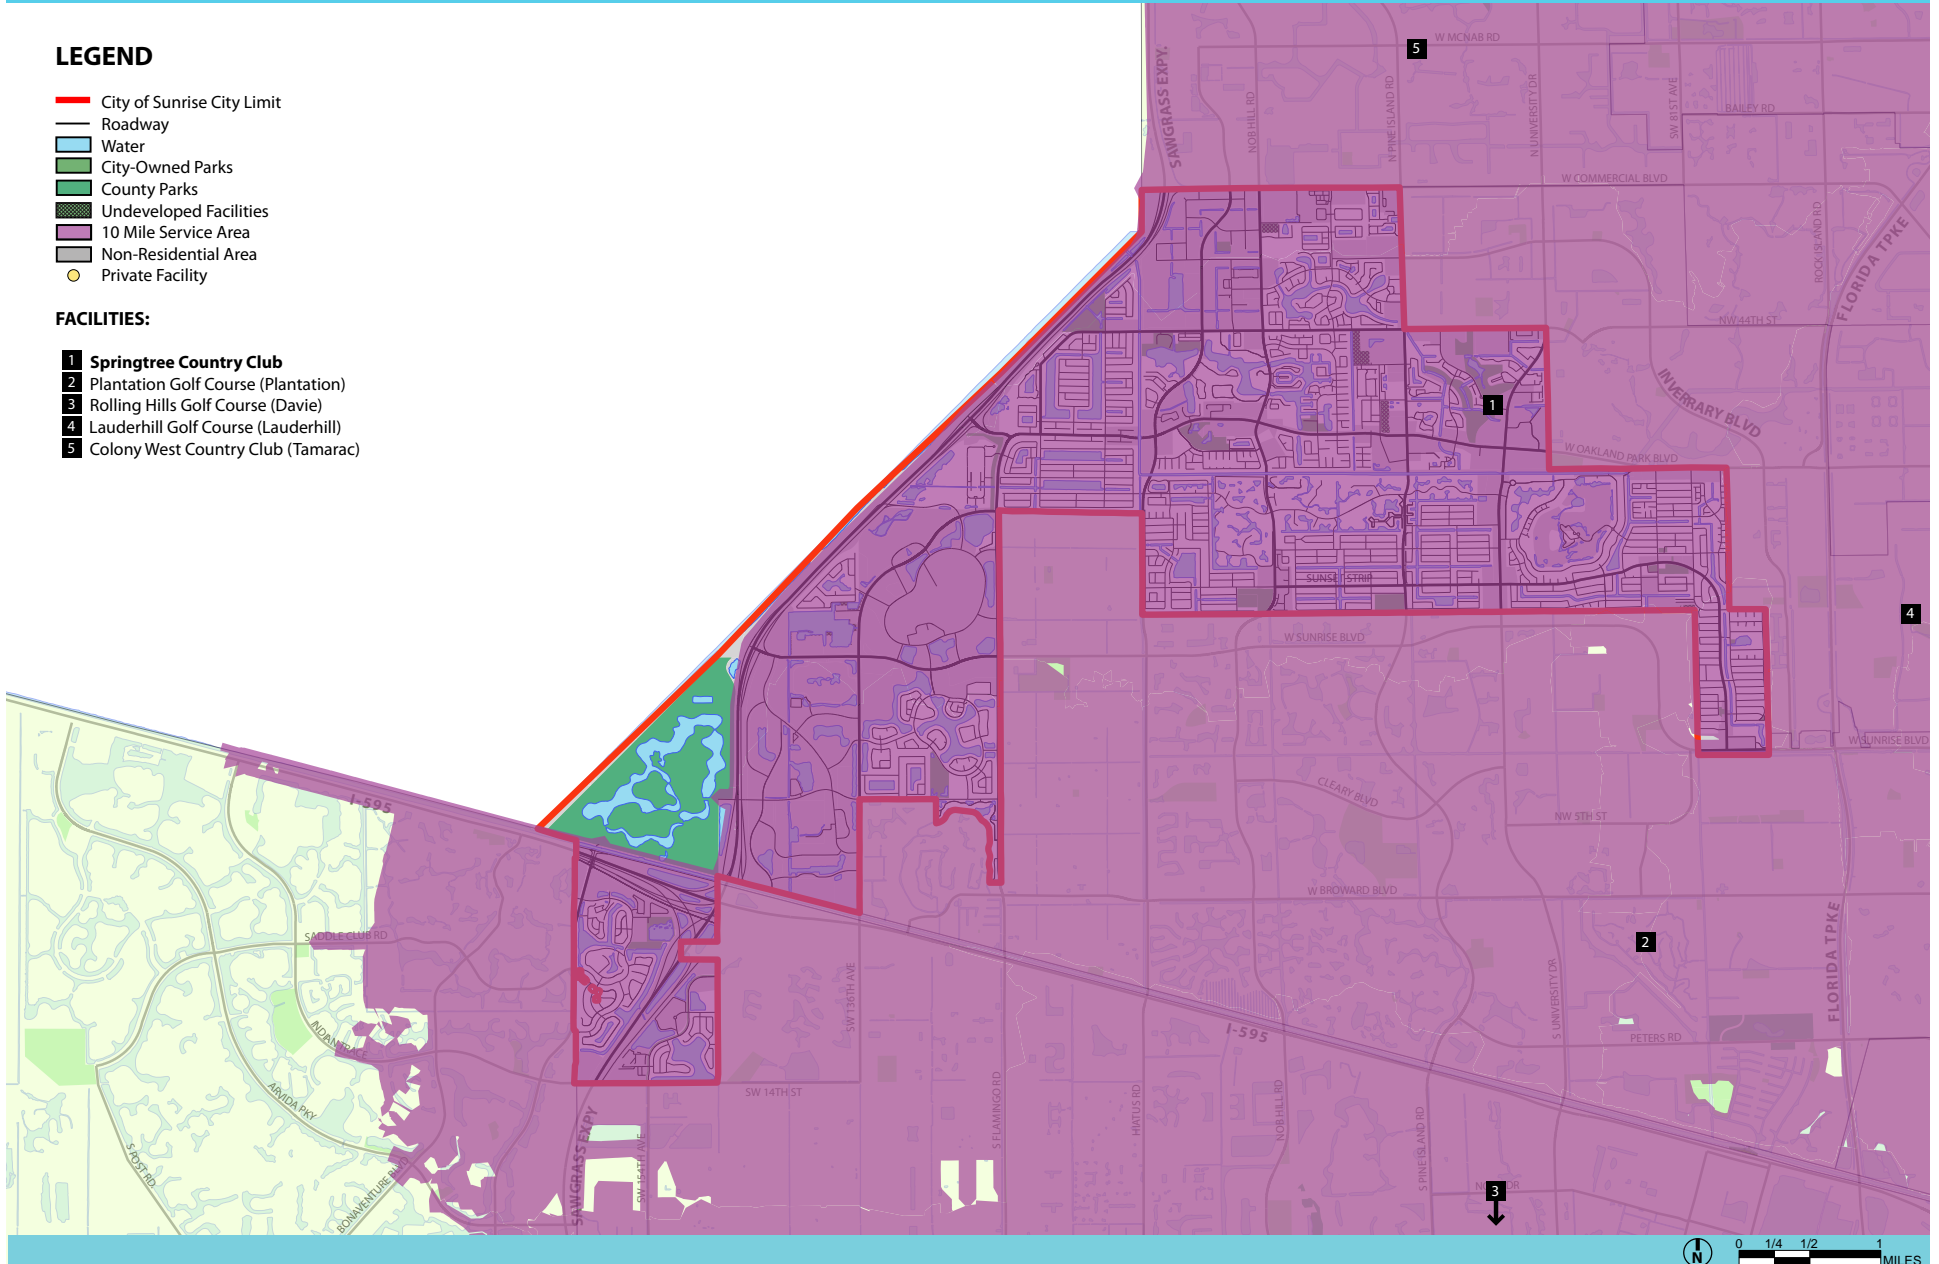 LEGEND
City of Sunrise City Limit
Roadway
Water
City-Owned Parks
County Parks
Undeveloped Facilities
10 Mile Service Area
Non-Residential Area
Private Facility
FACILITIES:
1 Springtree Country Club
2 Plantation Golf Course (Plantation)
3 Rolling Hills Golf Course (Davie)
4 Lauderhill Golf Course (Lauderhill)
5 Colony West Country Club (Tamarac)
5
W MCNAB RD
SAWGRASS EXPY.
NOB HILL RD
N PINE ISLAND RD
N UNIVERSITY DR
SW 81ST AVE
BAILEY RD
W COMMERCIAL BLVD
ROCK ISLAND RD
FLORIDA TPKE
NW 44TH ST
INVERRARY BLVD
1
W OAKLAND PARK BLVD
SUNSET STRIP
4
W SUNRISE BLVD
W SUNRISE BLVD
CLEARY BLVD
NW 5TH ST
I-595
W BROWARD BLVD
SADDLE CLUB RD
2
FLORIDA TPKE
SW 136TH AVE
S UNIVERSITY DR
INDIAN TRACE
I-595
PETERS RD
SW 14TH ST
ARVIDA PKY
S FLAMINGO RD
HIATUS RD
NOB HILL RD
S PINE ISLAND RD
S POST RD
BONAVENTURE BLVD
SAWGRASS EXPY
SW 154TH AVE
3
N
0 1/4 1/2 1
MILES